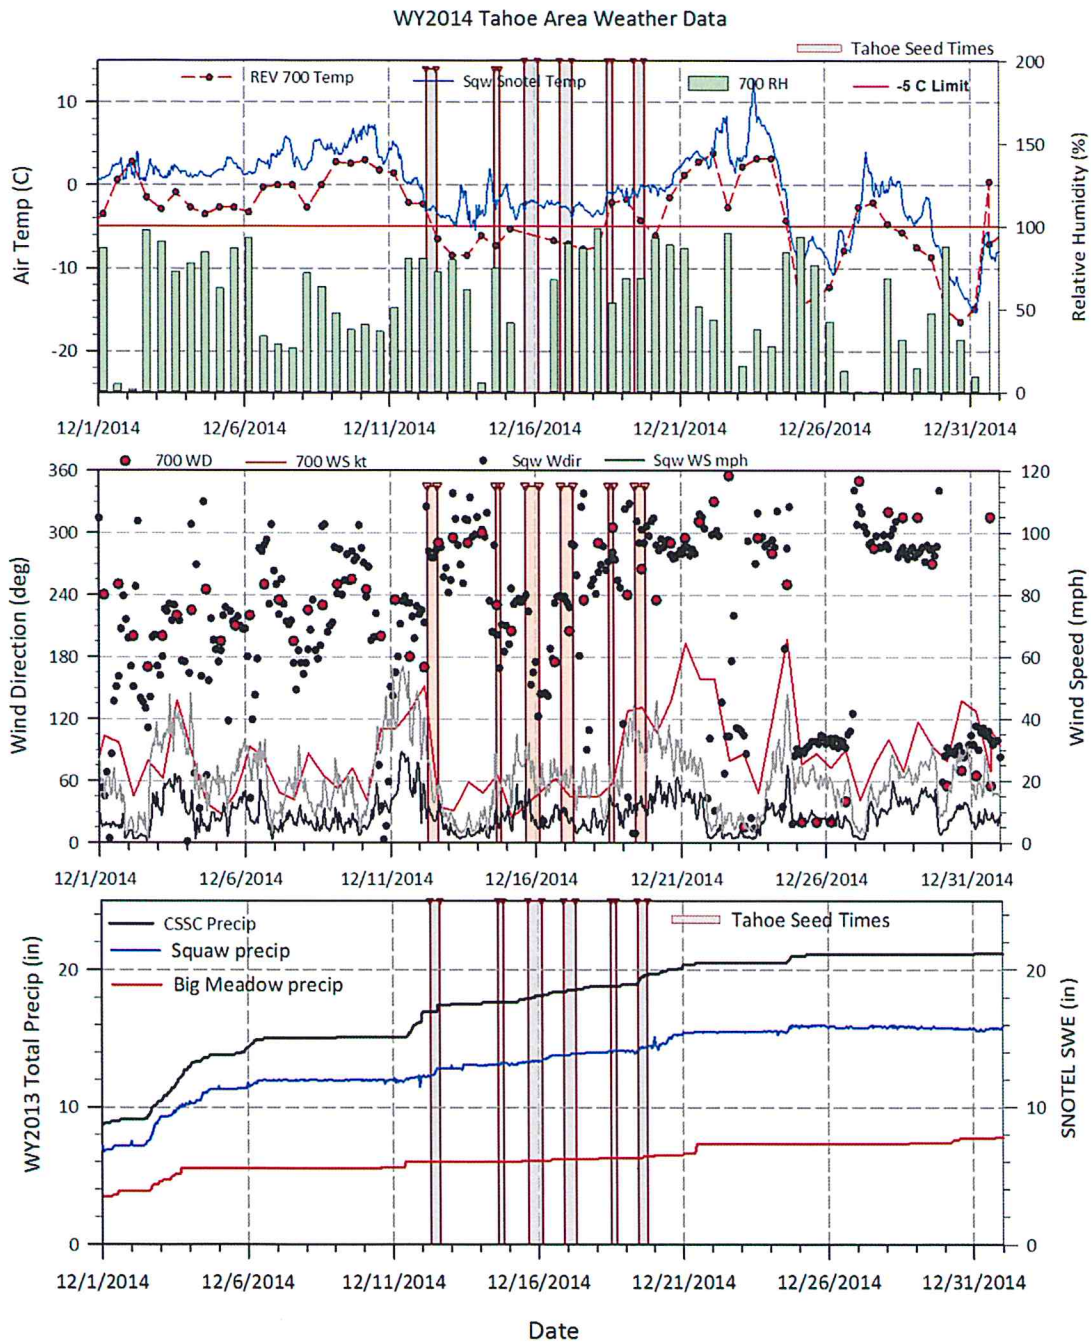 WY2014 Tahoe Area Weather Data
Tahoe Seed Times
REV 700 Temp
Sqw Snotel Temp
700 RH
-5 C Limit
Air Temp (C)
10
0
-10
-20
Relative Humidity (%)
200
150
100
50
0
12/1/2014 12/6/2014 12/11/2014 12/16/2014 12/21/2014 12/26/2014 12/31/2014
700 WD
700 WS kt
Sqw Wdir
Sqw WS mph
Wind Direction (deg)
360
300
240
180
120
60
0
Wind Speed (mph)
120
100
80
60
40
20
0
12/1/2014 12/6/2014 12/11/2014 12/16/2014 12/21/2014 12/26/2014 12/31/2014
CSSC Precip
Squaw precip
Big Meadow precip
Tahoe Seed Times
WY2013 Total Precip (in)
20
10
0
SNOTEL SWE (in)
20
10
0
12/1/2014 12/6/2014 12/11/2014 12/16/2014 12/21/2014 12/26/2014 12/31/2014
Date